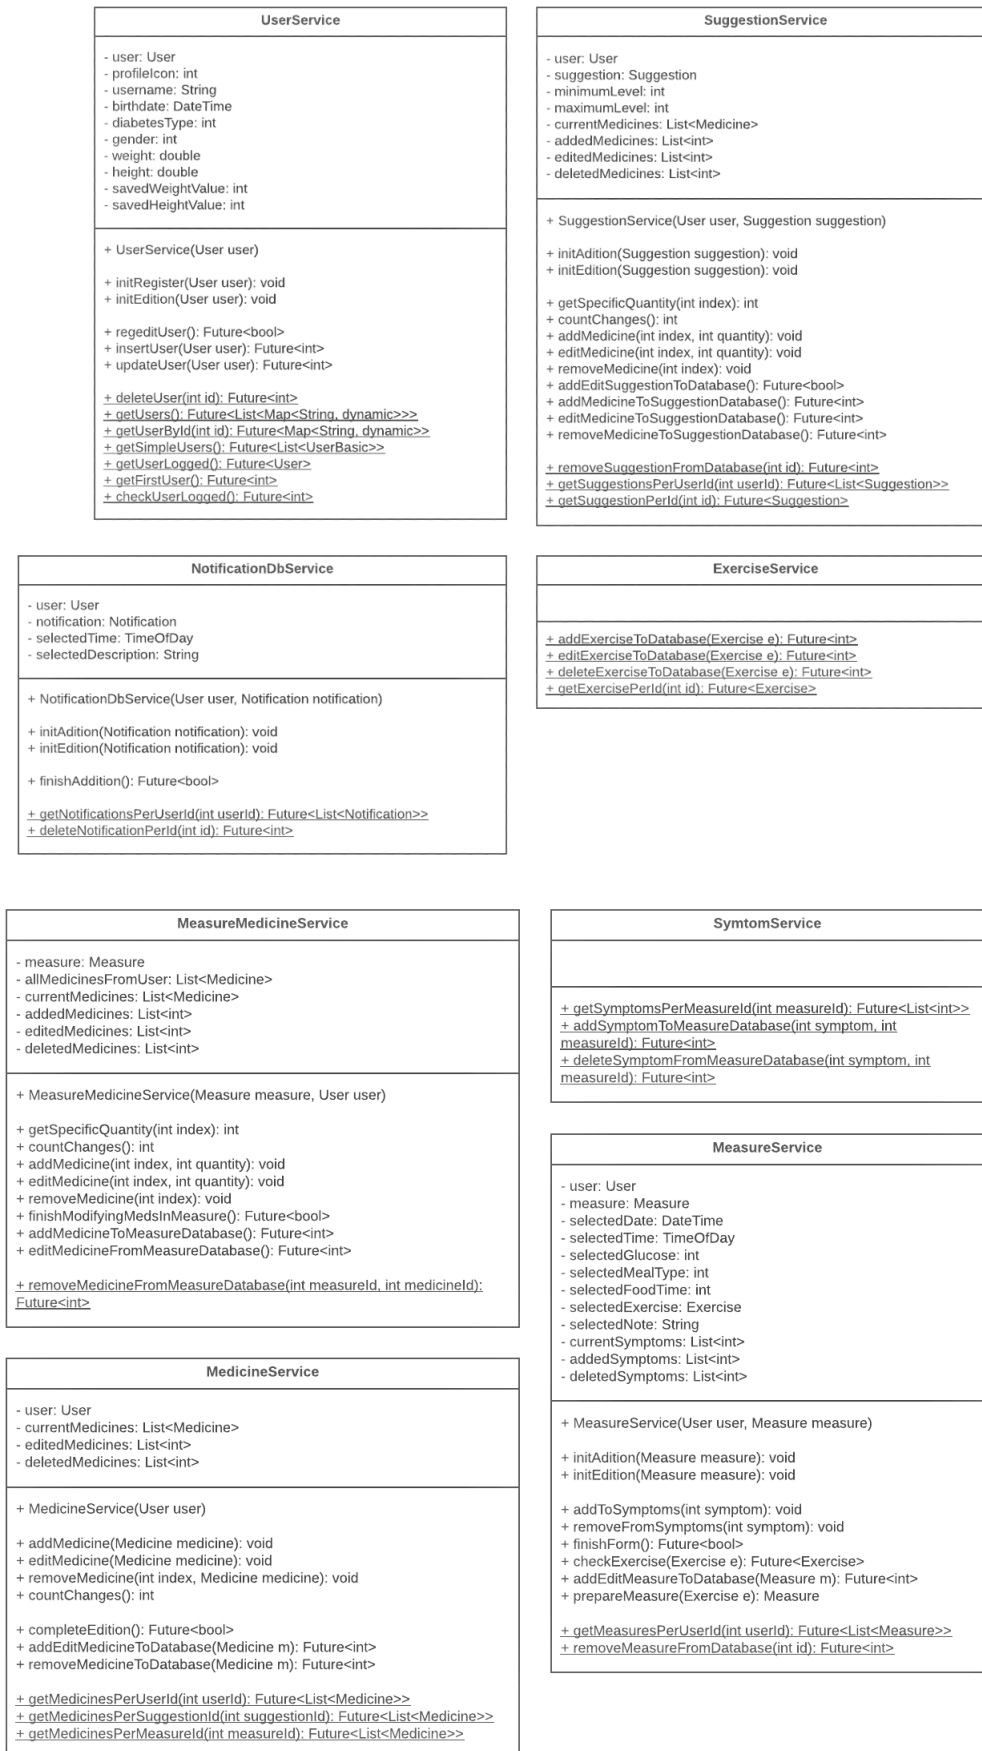 UserService
- user: User
- profileIcon: int
- username: String
- birthdate: DateTime
- diabetesType: int
- gender: int
- weight: double
- height: double
- savedWeightValue: int
- savedHeightValue: int
+ UserService(User user)
+ initRegister(User user): void
+ initEdition(User user): void
+ regeditUser(): Future<bool>
+ insertUser(User user): Future<int>
+ updateUser(User user): Future<int>
+ deleteUser(int id): Future<int>
+ getUsers(): Future<List<Map<String, dynamic>>>
+ getUserById(int id): Future<Map<String, dynamic>>
+ getSimpleUsers(): Future<List<UserBasic>>
+ getUserLogged(): Future<User>
+ getFirstUser(): Future<int>
+ checkUserLogged(): Future<int>
SuggestionService
- user: User
- suggestion: Suggestion
- minimumLevel: int
- maximumLevel: int
- currentMedicines: List<Medicine>
- addedMedicines: List<int>
- editedMedicines: List<int>
- deletedMedicines: List<int>
+ SuggestionService(User user, Suggestion suggestion)
+ initAdition(Suggestion suggestion): void
+ initEdition(Suggestion suggestion): void
+ getSpecificQuantity(int index): int
+ countChanges(): int
+ addMedicine(int index, int quantity): void
+ editMedicine(int index, int quantity): void
+ removeMedicine(int index): void
+ addEditSuggestionToDatabase(): Future<bool>
+ addMedicineToSuggestionDatabase(): Future<int>
+ editMedicineToSuggestionDatabase(): Future<int>
+ removeMedicineToSuggestionDatabase(): Future<int>
+ removeSuggestionFromDatabase(int id): Future<int>
+ getSuggestionsPerUserId(int userId): Future<List<Suggestion>>
+ getSuggestionPerId(int id): Future<Suggestion>
NotificationDbService
- user: User
- notification: Notification
- selectedTime: TimeOfDay
- selectedDescription: String
+ NotificationDbService(User user, Notification notification)
+ initAdition(Notification notification): void
+ initEdition(Notification notification): void
+ finishAddition(): Future<bool>
+ getNotificationsPerUserId(int userId): Future<List<Notification>>
+ deleteNotificationPerId(int id): Future<int>
ExerciseService
+ addExerciseToDatabase(Exercise e): Future<int>
+ editExerciseToDatabase(Exercise e): Future<int>
+ deleteExerciseToDatabase(Exercise e): Future<int>
+ getExercisePerId(int id): Future<Exercise>
MeasureMedicineService
- measure: Measure
- allMedicinesFromUser: List<Medicine>
- currentMedicines: List<Medicine>
- addedMedicines: List<int>
- editedMedicines: List<int>
- deletedMedicines: List<int>
+ MeasureMedicineService(Measure measure, User user)
+ getSpecificQuantity(int index): int
+ countChanges(): int
+ addMedicine(int index, int quantity): void
+ editMedicine(int index, int quantity): void
+ removeMedicine(int index): void
+ finishModifyingMedsInMeasure(): Future<bool>
+ addMedicineToMeasureDatabase(): Future<int>
+ editMedicineFromMeasureDatabase(): Future<int>
+ removeMedicineFromMeasureDatabase(int measureId, int medicineId):
Future<int>
SymtomService
+ getSymptomsPerMeasureId(int measureId): Future<List<int>>
+ addSymptomToMeasureDatabase(int symptom, int
measureId): Future<int>
+ deleteSymptomFromMeasureDatabase(int symptom, int
measureId): Future<int>
MedicineService
- user: User
- currentMedicines: List<Medicine>
- editedMedicines: List<int>
- deletedMedicines: List<int>
+ MedicineService(User user)
+ addMedicine(Medicine medicine): void
+ editMedicine(Medicine medicine): void
+ removeMedicine(int index, Medicine medicine): void
+ countChanges(): int
+ completeEdition(): Future<bool>
+ addEditMedicineToDatabase(Medicine m): Future<int>
+ removeMedicineToDatabase(Medicine m): Future<int>
+ getMedicinesPerUserId(int userId): Future<List<Medicine>>
+ getMedicinesPerSuggestionId(int suggestionId): Future<List<Medicine>>
+ getMedicinesPerMeasureId(int measureId): Future<List<Medicine>>
MeasureService
- user: User
- measure: Measure
- selectedDate: DateTime
- selectedTime: TimeOfDay
- selectedGlucose: int
- selectedMealType: int
- selectedFoodTime: int
- selectedExercise: Exercise
- selectedNote: String
- currentSymptoms: List<int>
- addedSymptoms: List<int>
- deletedSymptoms: List<int>
+ MeasureService(User user, Measure measure)
+ initAdition(Measure measure): void
+ initEdition(Measure measure): void
+ addToSymptoms(int symptom): void
+ removeFromSymptoms(int symptom): void
+ finishForm(): Future<bool>
+ checkExercise(Exercise e): Future<Exercise>
+ addEditMeasureToDatabase(Measure m): Future<int>
+ prepareMeasure(Exercise e): Measure
+ getMeasuresPerUserId(int userId): Future<List<Measure>>
+ removeMeasureFromDatabase(int id): Future<int>